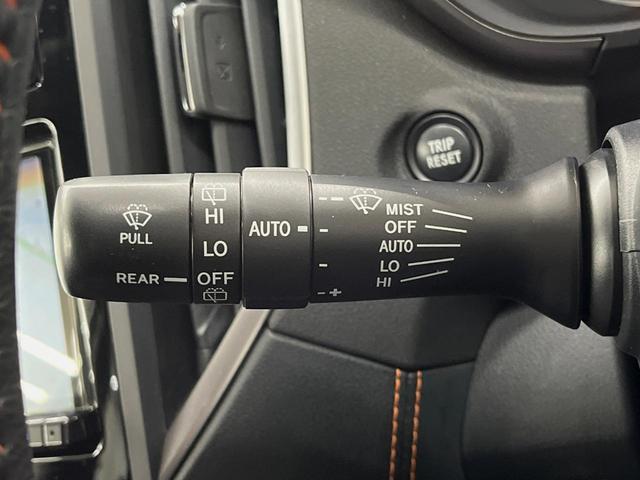 TRIP
RESET
PULL
REAR
HI
LO
OFF
AUTO
MIST
OFF
AUTO
LO
HI
- +